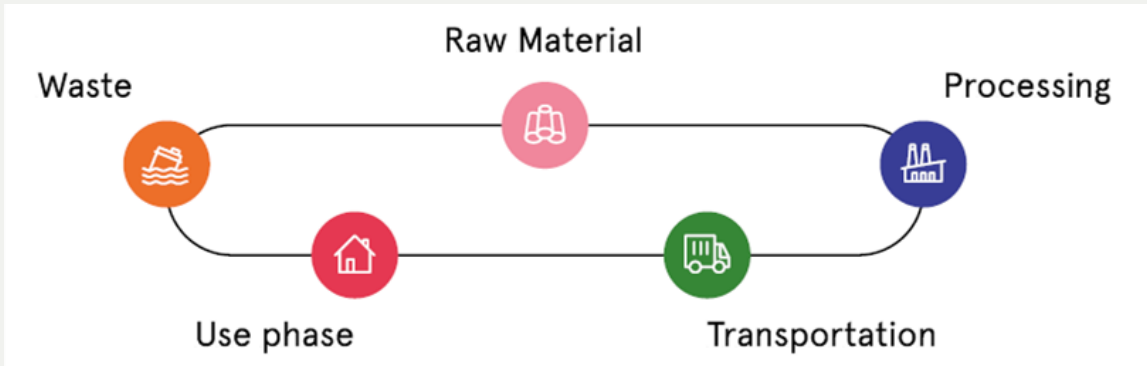 Raw Material
Waste
Processing
Use phase
Transportation